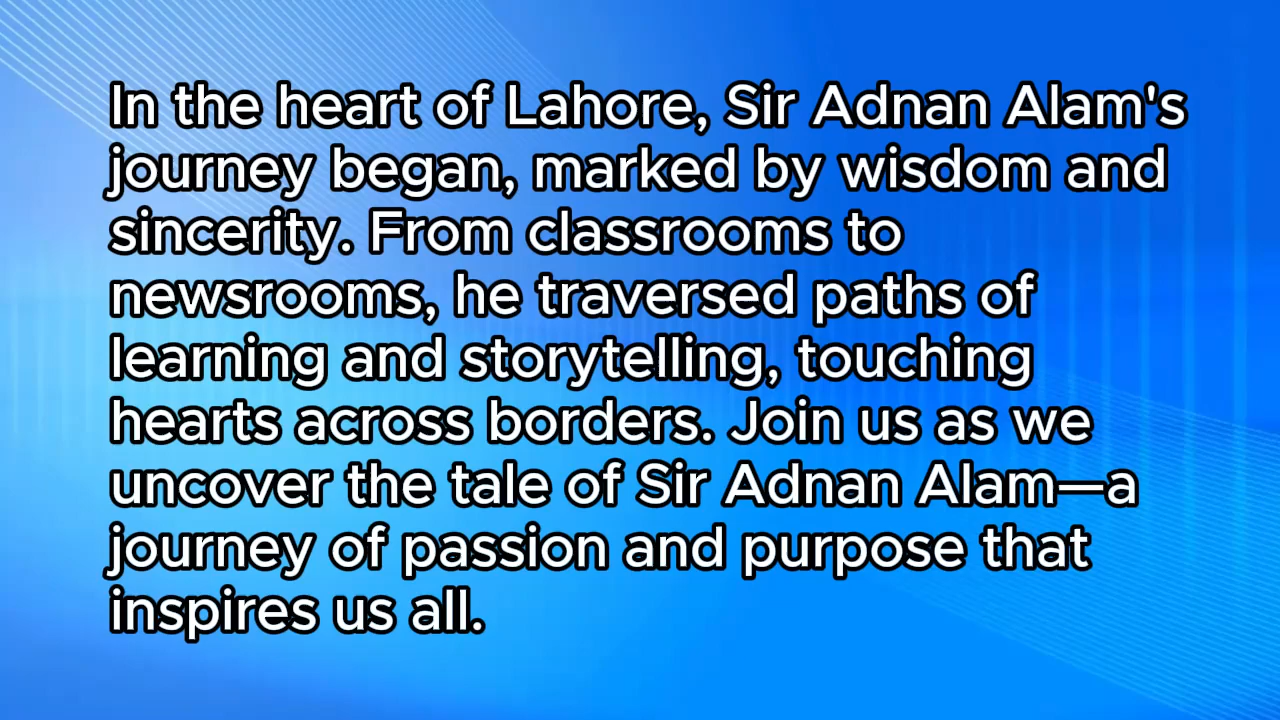 In the heart of Lahore, Sir Adnan Alam's
journey began, marked by wisdom and
sincerity. From classrooms to
newsrooms, he traversed paths of
learning and storytelling, touching
hearts across borders. Join us as we
uncover the tale of Sir Adnan Alam—a
journey of passion and purpose that
inspires us all.